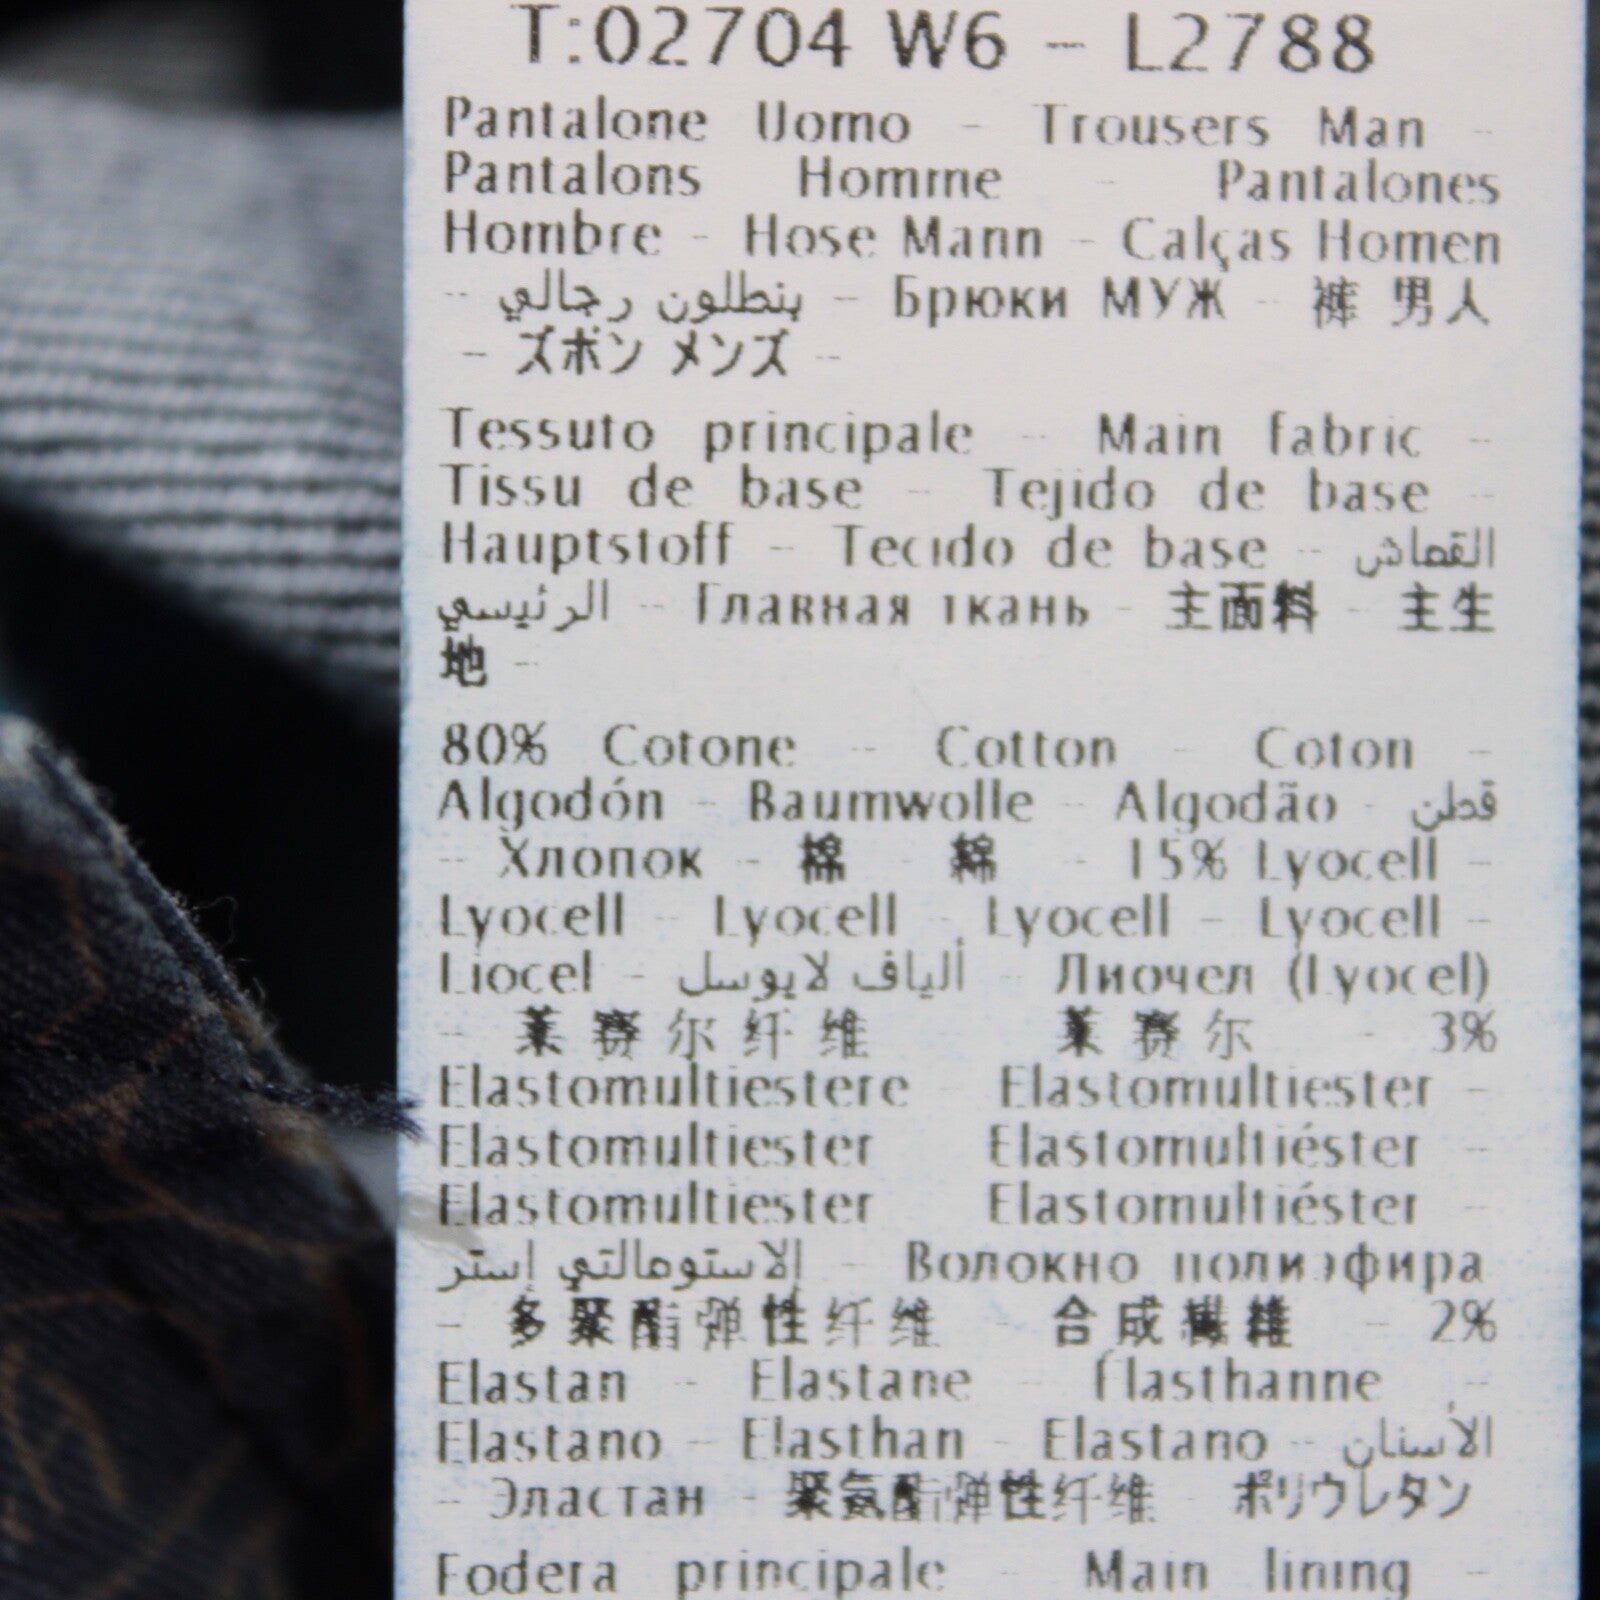 T:02704 W6 - L2788
Pantalone Uomo - Trousers Man -
Pantalons Homme - Pantalones
Hombre - Hose Mann - Calças Homen
- بنطلون رجالي - Брюки МУЖ - 裤 男人
- ズボン メンズ -
Tessuto principale - Main fabric -
Tissu de base - Tejido de base -
Hauptstoff - Tecido de base - القماش
الرئيسي - Главная ткань - 主面料 - 主生
地 -
80% Cotone - Cotton - Coton -
Algodón - Baumwolle - Algodão - قطن
- Хлопок - 棉 - 綿 - 15% Lyocell -
Lyocell - Lyocell - Lyocell - Lyocell -
Liocel - ألياف لايوسل - Лиочел (Lyocel)
- 莱赛尔纤维 莱赛尔 - 3%
Elastomultiestere Elastomultiester -
Elastomultiester Elastomultiéster -
Elastomultiester Elastomultiéster -
الاستومالتي إستر - Волокно полиэфира
- 多聚酯弹性纤维 - 合成繊維 - 2%
Elastan - Elastane - Élasthanne -
Elastano - Elasthan - Elastano - الأستان
- Эластан - 聚氨酯弹性纤维 - ポリウレタン
Fodera principale - Main lining -